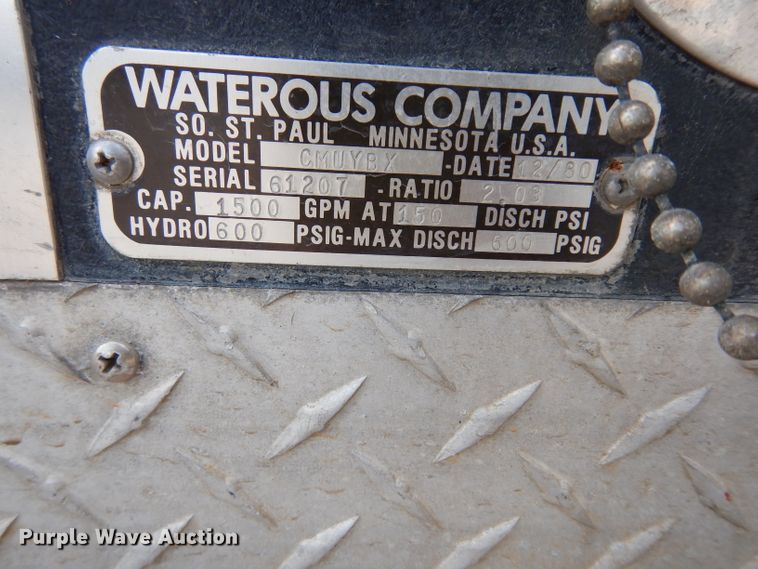 WATEROUS COMPANY
SO. ST. PAUL MINNESOTA U.S.A.
MODEL CMUYBX -DATE 12/80
SERIAL 61207 -RATIO 2.03
CAP. 1500 GPM AT 150 DISCH PSI
HYDRO 600 PSIG-MAX DISCH 600 PSIG
Purple Wave Auction